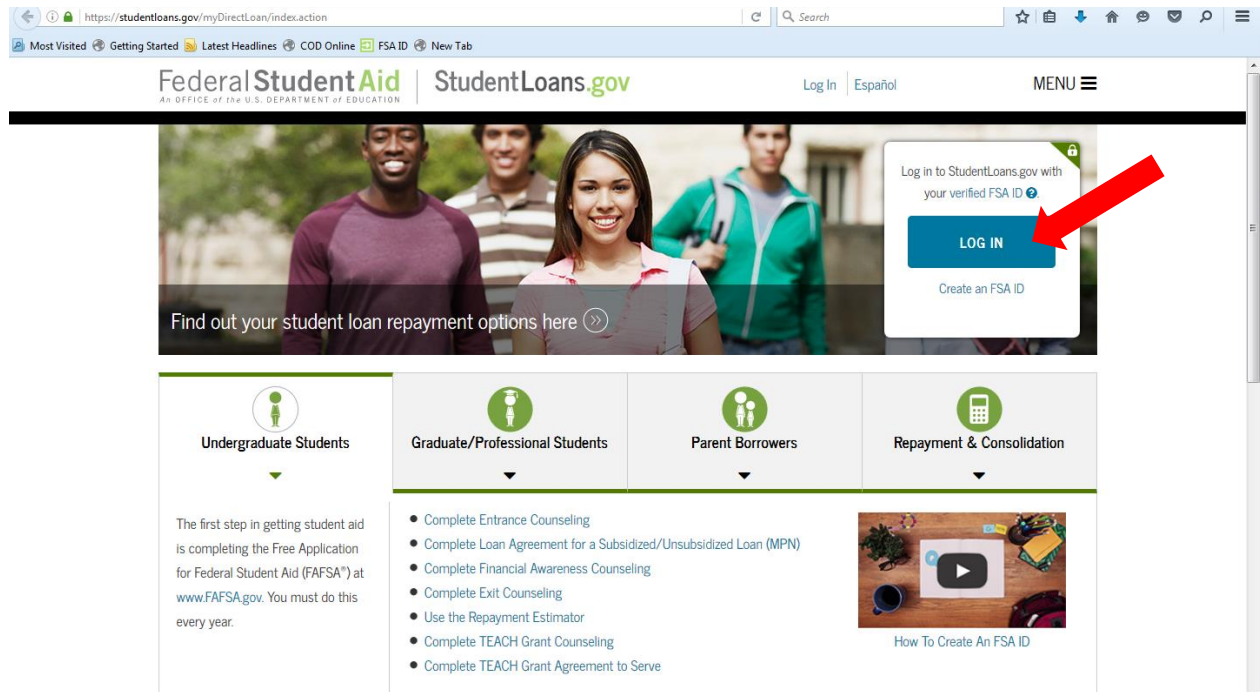 https://studentloans.gov/myDirectLoan/index.action
Search
Most Visited Getting Started Latest Headlines COD Online FSA ID New Tab
Federal Student Aid StudentLoans.gov Log In Español MENU
An OFFICE of the U.S. DEPARTMENT of EDUCATION
Log in to StudentLoans.gov with
your verified FSA ID ?.
LOG IN
Create an FSA ID
Find out your student loan repayment options here
Undergraduate Students
Graduate/Professional Students
Parent Borrowers
Repayment & Consolidation
The first step in getting student aid
is completing the Free Application
for Federal Student Aid (FAFSA®) at
www.FAFSA.gov. You must do this
every year.
Complete Entrance Counseling
Complete Loan Agreement for a Subsidized/Unsubsidized Loan (MPN)
Complete Financial Awareness Counseling
Complete Exit Counseling
Use the Repayment Estimator
Complete TEACH Grant Counseling
Complete TEACH Grant Agreement to Serve
How To Create An FSA ID